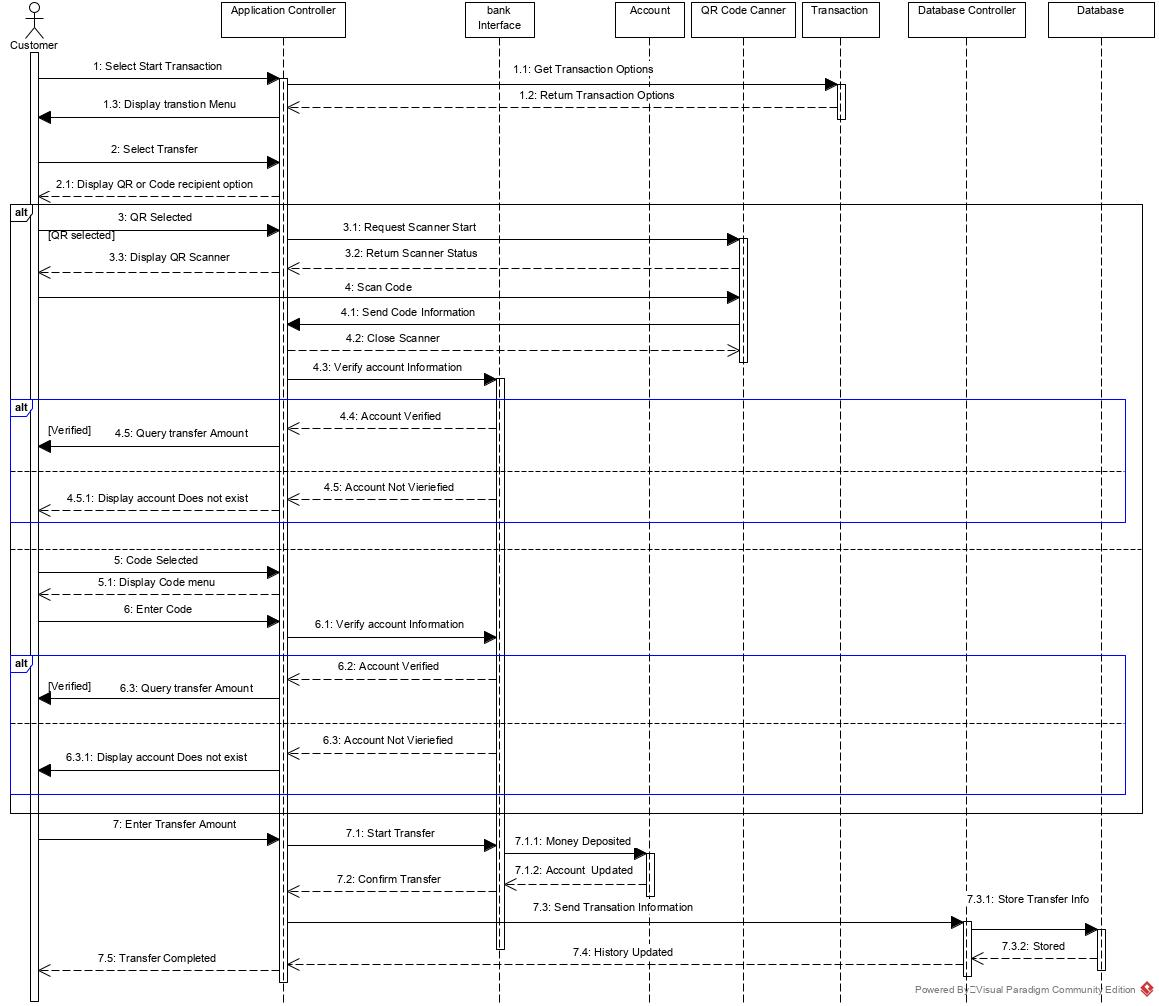 Customer
Application Controller
bank
Interface
Account
QR Code Canner
Transaction
Database Controller
Database
1: Select Start Transaction
1.1: Get Transaction Options
1.2: Return Transaction Options
1.3: Display transtion Menu
2: Select Transfer
2.1: Display QR or Code recipient option
alt
3: QR Selected
[QR selected]
3.1: Request Scanner Start
3.2: Return Scanner Status
3.3: Display QR Scanner
4: Scan Code
4.1: Send Code Information
4.2: Close Scanner
4.3: Verify account Information
alt
4.4: Account Verified
[Verified]
4.5: Query transfer Amount
4.5: Account Not Vieriefied
4.5.1: Display account Does not exist
5: Code Selected
5.1: Display Code menu
6: Enter Code
6.1: Verify account Information
alt
6.2: Account Verified
[Verified]
6.3: Query transfer Amount
6.3: Account Not Vieriefied
6.3.1: Display account Does not exist
7: Enter Transfer Amount
7.1: Start Transfer
7.1.1: Money Deposited
7.1.2: Account Updated
7.2: Confirm Transfer
7.3: Send Transation Information
7.3.1: Store Transfer Info
7.3.2: Stored
7.4: History Updated
7.5: Transfer Completed
Powered By Visual Paradigm Community Edition